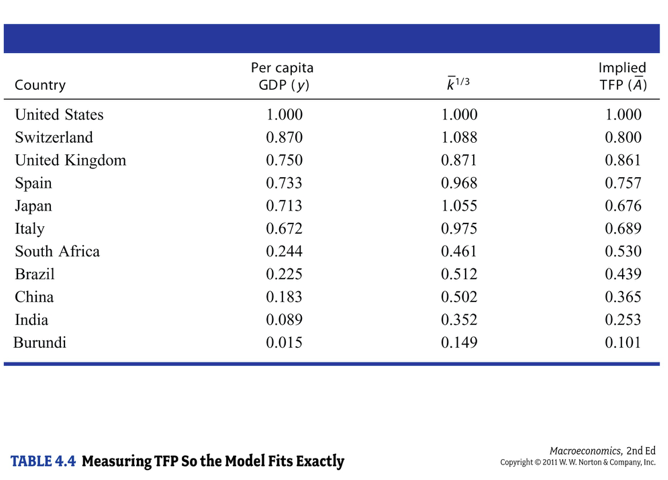 Country Per capita GDP (y) k̄^1/3 Implied TFP (Ā)
United States 1.000 1.000 1.000
Switzerland 0.870 1.088 0.800
United Kingdom 0.750 0.871 0.861
Spain 0.733 0.968 0.757
Japan 0.713 1.055 0.676
Italy 0.672 0.975 0.689
South Africa 0.244 0.461 0.530
Brazil 0.225 0.512 0.439
China 0.183 0.502 0.365
India 0.089 0.352 0.253
Burundi 0.015 0.149 0.101
TABLE 4.4 Measuring TFP So the Model Fits Exactly
Macroeconomics, 2nd Ed
Copyright © 2011 W. W. Norton & Company, Inc.